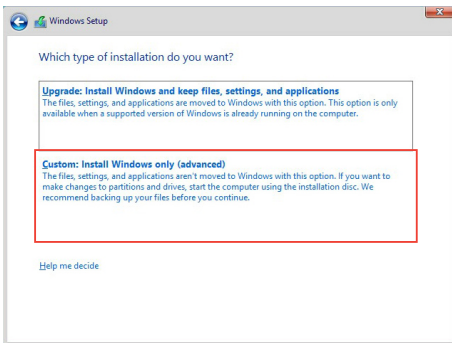 Windows Setup
Which type of installation do you want?
Upgrade: Install Windows and keep files, settings, and applications
The files, settings, and applications are moved to Windows with this option. This option is only
available when a supported version of Windows is already running on the computer.
Custom: Install Windows only (advanced)
The files, settings, and applications aren't moved to Windows with this option. If you want to
make changes to partitions and drives, start the computer using the installation disc. We
recommend backing up your files before you continue.
Help me decide